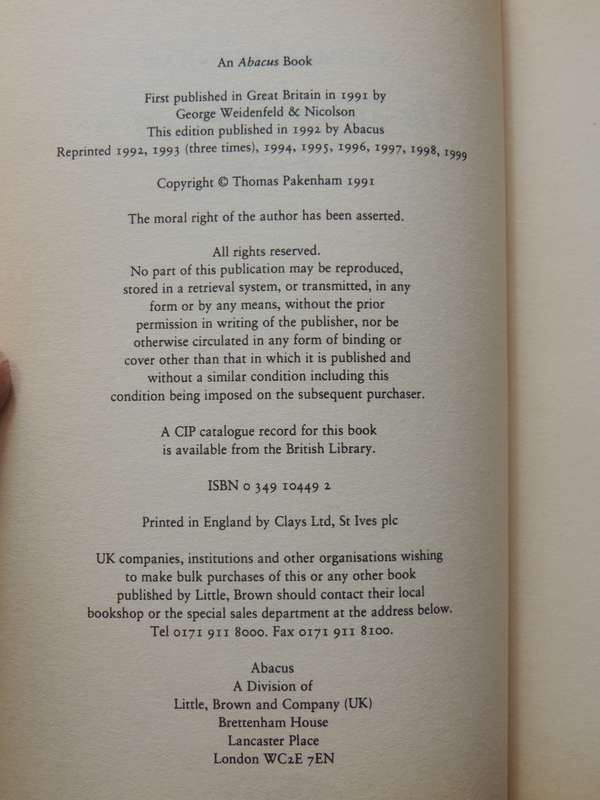 An Abacus Book
First published in Great Britain in 1991 by
George Weidenfeld & Nicolson
This edition published in 1992 by Abacus
Reprinted 1992, 1993 (three times), 1994, 1995, 1996, 1997, 1998, 1999
Copyright © Thomas Pakenham 1991
The moral right of the author has been asserted.
All rights reserved.
No part of this publication may be reproduced,
stored in a retrieval system, or transmitted, in any
form or by any means, without the prior
permission in writing of the publisher, nor be
otherwise circulated in any form of binding or
cover other than that in which it is published and
without a similar condition including this
condition being imposed on the subsequent purchaser.
A CIP catalogue record for this book
is available from the British Library.
ISBN 0 349 10449 2
Printed in England by Clays Ltd, St Ives plc
UK companies, institutions and other organisations wishing
to make bulk purchases of this or any other book
published by Little, Brown should contact their local
bookshop or the special sales department at the address below.
Tel 0171 911 8000. Fax 0171 911 8100.
Abacus
A Division of
Little, Brown and Company (UK)
Brettenham House
Lancaster Place
London WC2E 7EN